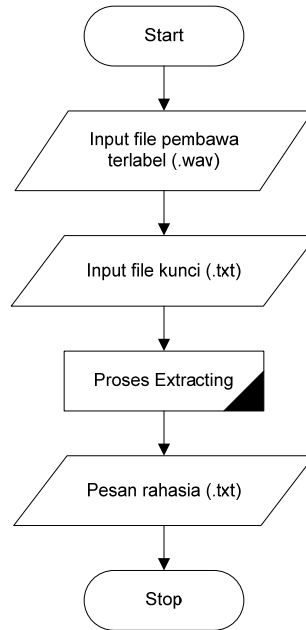 Start
Input file pembawa
terlabel (.wav)
Input file kunci (.txt)
Proses Extracting
Pesan rahasia (.txt)
Stop